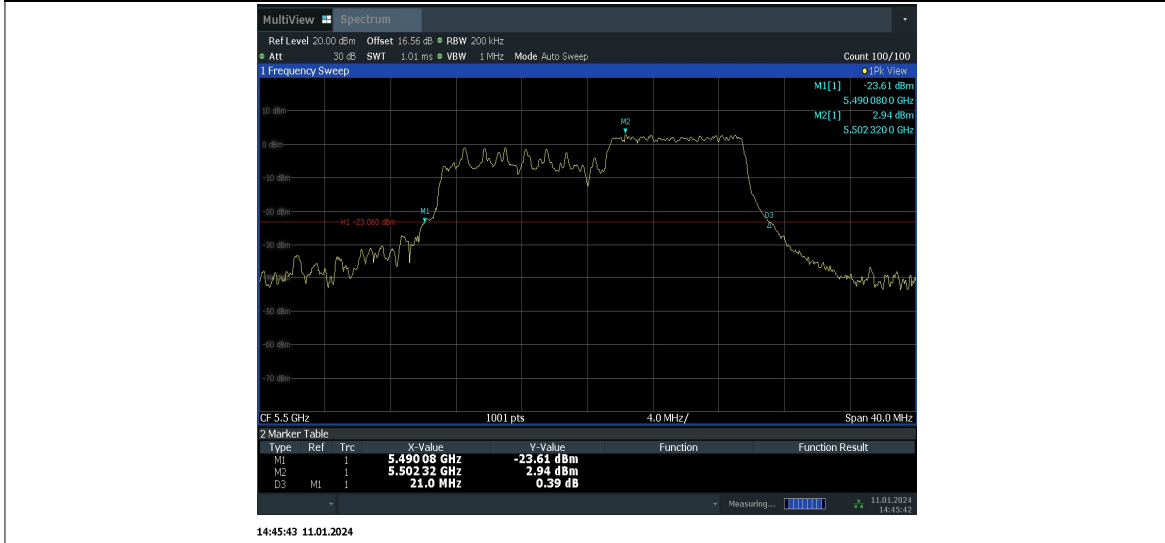 MultiView Spectrum
Ref Level 20.00 dBm Offset 16.56 dB RBW 200 kHz
Att 30 dB SWT 1.01 ms VBW 1 MHz Mode Auto Sweep Count 100/100
1 Frequency Sweep 1Pk View
M1[1] -23.61 dBm
5.490 080 0 GHz
M2[1] 2.94 dBm
5.502 320 0 GHz
10 dBm
M2
0 dBm
-10 dBm
-20 dBm
M1
D3
H1 -23.060 dBm
-30 dBm
-50 dBm
-60 dBm
-70 dBm
CF 5.5 GHz 1001 pts 4.0 MHz/ Span 40.0 MHz
2 Marker Table
Type Ref Trc X-Value Y-Value Function Function Result
M1 1 5.490 08 GHz -23.61 dBm
M2 1 5.502 32 GHz 2.94 dBm
D3 M1 1 21.0 MHz 0.39 dB
Measuring... 11.01.2024
14:45:42
14:45:43 11.01.2024